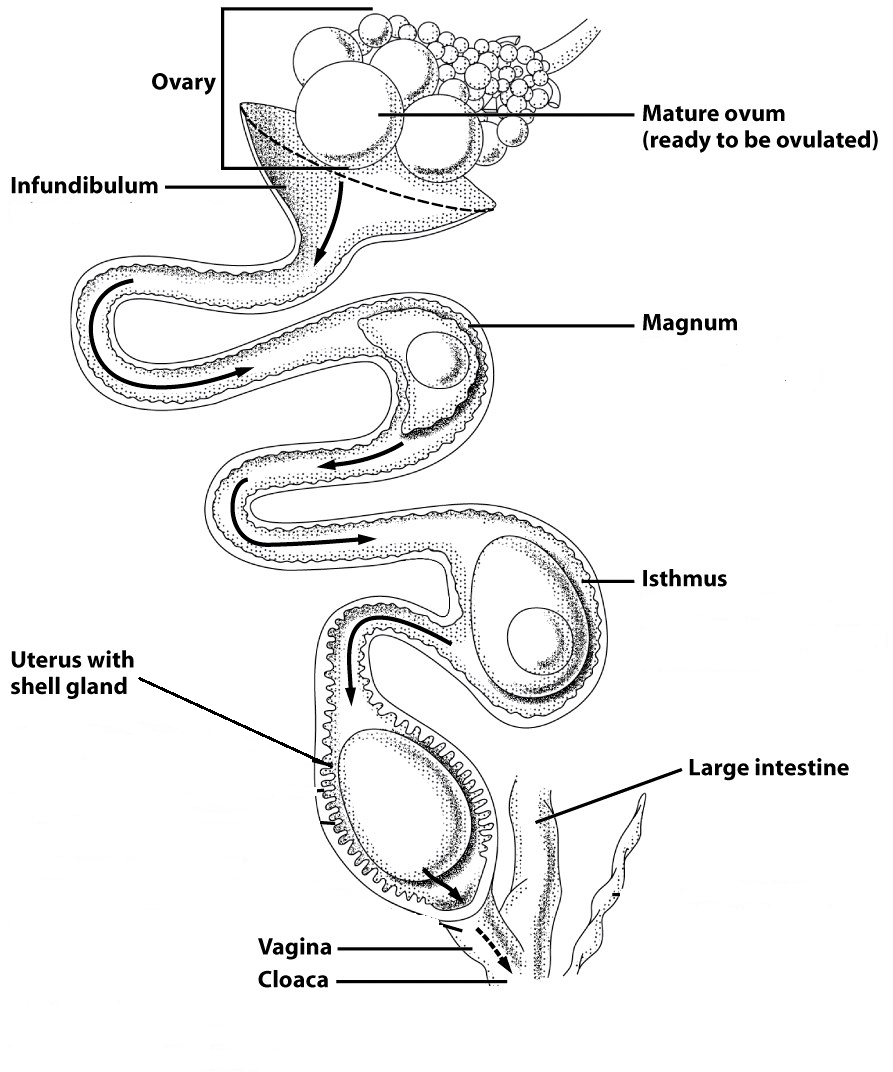 Ovary
Mature ovum
(ready to be ovulated)
Infundibulum
Magnum
Isthmus
Uterus with
shell gland
Large intestine
Vagina
Cloaca